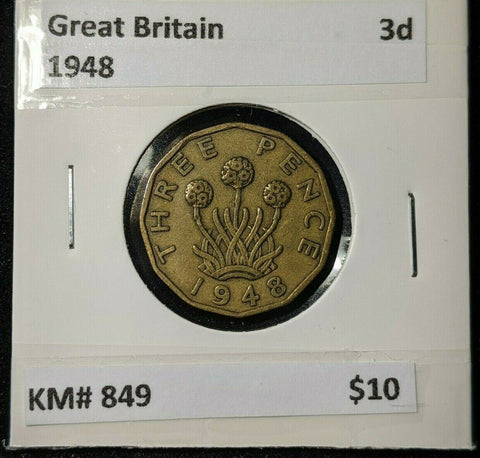 Great Britain 3d
1948
THREE PENCE
1948
KM# 849 $10